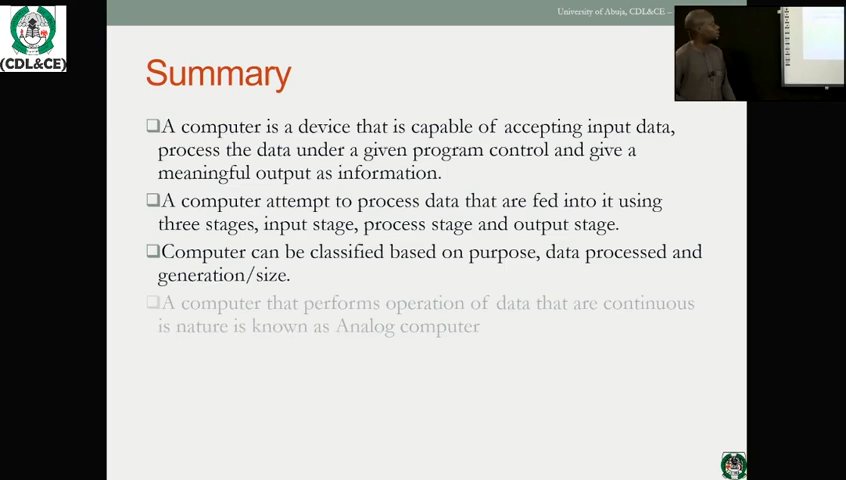 University of Abuja, CDL&CE –
(CDL&CE)
Summary
A computer is a device that is capable of accepting input data,
process the data under a given program control and give a
meaningful output as information.
A computer attempt to process data that are fed into it using
three stages, input stage, process stage and output stage.
Computer can be classified based on purpose, data processed and
generation/size.
A computer that performs operation of data that are continuous
is nature is known as Analog computer